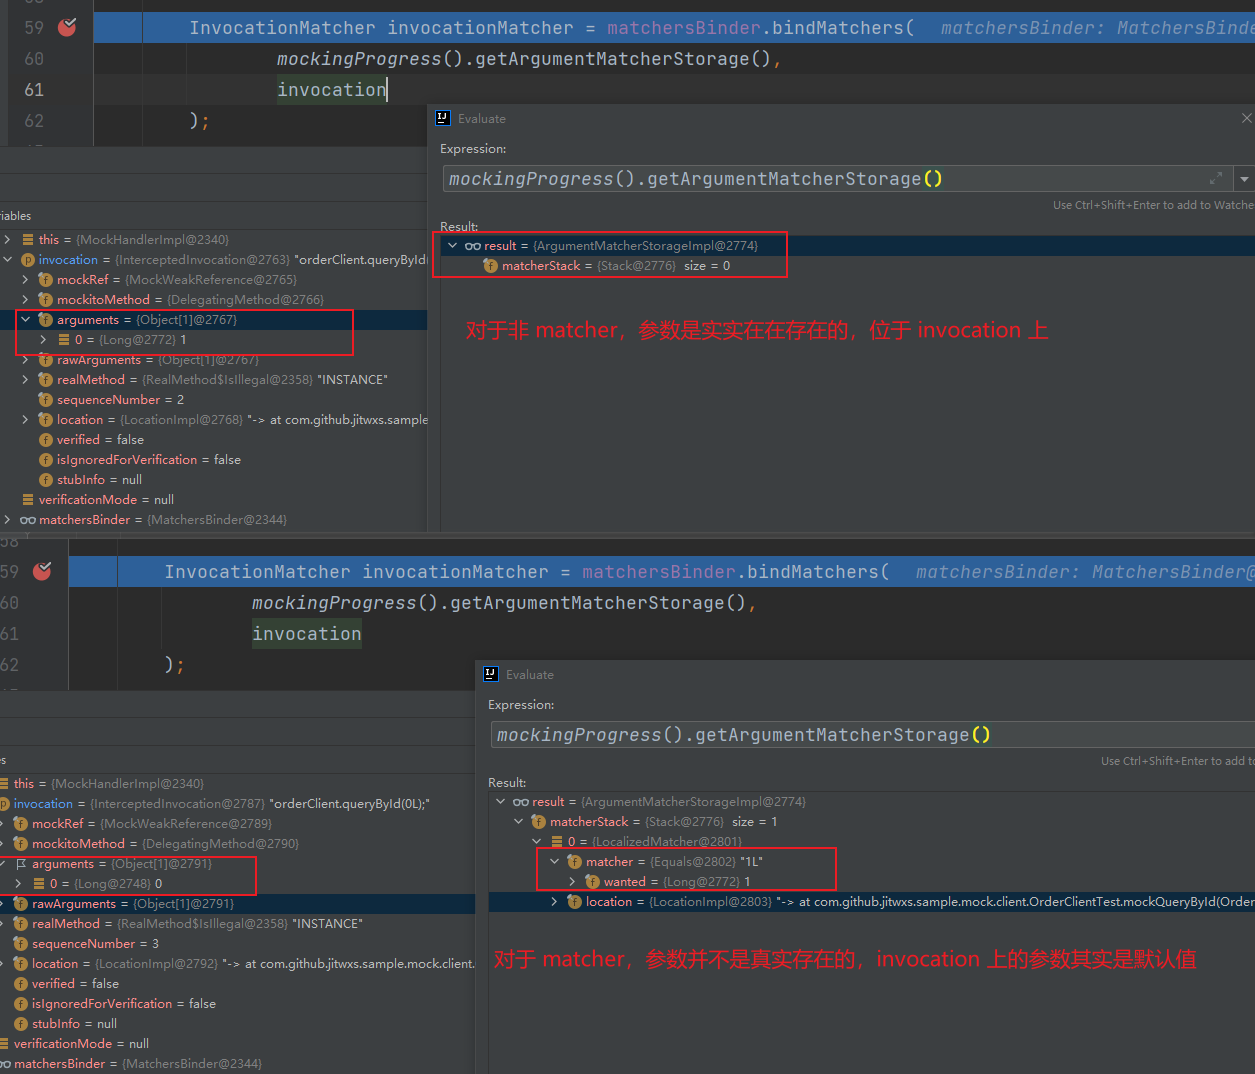 59 InvocationMatcher invocationMatcher = matchersBinder.bindMatchers( matchersBinder: MatchersBinde
60 mockingProgress().getArgumentMatcherStorage(),
61 invocation
62 );
Evaluate
Expression:
mockingProgress().getArgumentMatcherStorage()
Use Ctrl+Shift+Enter to add to Watche
Result:
result = {ArgumentMatcherStorageImpl@2774}
matcherStack = {Stack@2776} size = 0
对于非 matcher，参数是实实在在存在的，位于 invocation 上
riables
this = {MockHandlerImpl@2340}
invocation = {InterceptedInvocation@2763} "orderClient.queryById(
mockRef = {MockWeakReference@2765}
mockitoMethod = {DelegatingMethod@2766}
arguments = {Object[1]@2767}
0 = {Long@2772} 1
rawArguments = {Object[1]@2767}
realMethod = {RealMethod$IsIllegal@2358} "INSTANCE"
sequenceNumber = 2
location = {LocationImpl@2768} "-> at com.github.jitwxs.sample
verified = false
isIgnoredForVerification = false
stubInfo = null
verificationMode = null
matchersBinder = {MatchersBinder@2344}
58
59 InvocationMatcher invocationMatcher = matchersBinder.bindMatchers( matchersBinder: MatchersBinder@
60 mockingProgress().getArgumentMatcherStorage(),
61 invocation
62 );
Evaluate
Expression:
mockingProgress().getArgumentMatcherStorage()
Use Ctrl+Shift+Enter to add to
Result:
result = {ArgumentMatcherStorageImpl@2774}
matcherStack = {Stack@2776} size = 1
0 = {LocalizedMatcher@2801}
matcher = {Equals@2802} "1L"
wanted = {Long@2772} 1
location = {LocationImpl@2803} "-> at com.github.jitwxs.sample.mock.client.OrderClientTest.mockQueryById(Order
对于 matcher，参数并不是真实存在的，invocation 上的参数其实是默认值
es
this = {MockHandlerImpl@2340}
invocation = {InterceptedInvocation@2787} "orderClient.queryById(0L);"
mockRef = {MockWeakReference@2789}
mockitoMethod = {DelegatingMethod@2790}
arguments = {Object[1]@2791}
0 = {Long@2748} 0
rawArguments = {Object[1]@2791}
realMethod = {RealMethod$IsIllegal@2358} "INSTANCE"
sequenceNumber = 3
location = {LocationImpl@2792} "-> at com.github.jitwxs.sample.mock.client.
verified = false
isIgnoredForVerification = false
stubInfo = null
verificationMode = null
matchersBinder = {MatchersBinder@2344}